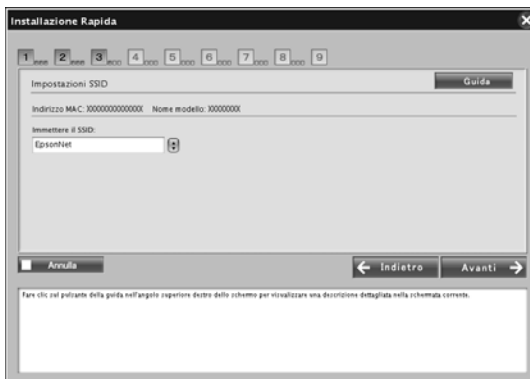 Installazione Rapida
1 2 3 4 5 6 7 8 9
Impostazioni SSID
Guida
Indirizzo MAC: XXXXXXXXXXXXXX Nome modello: XXXXXXXX
Immettere il SSID:
EpsonNet
Annulla
Indietro
Avanti
Fare clic sul pulsante della guida nell'angolo superiore destro dello schermo per visualizzare una descrizione dettagliata nella schermata corrente.